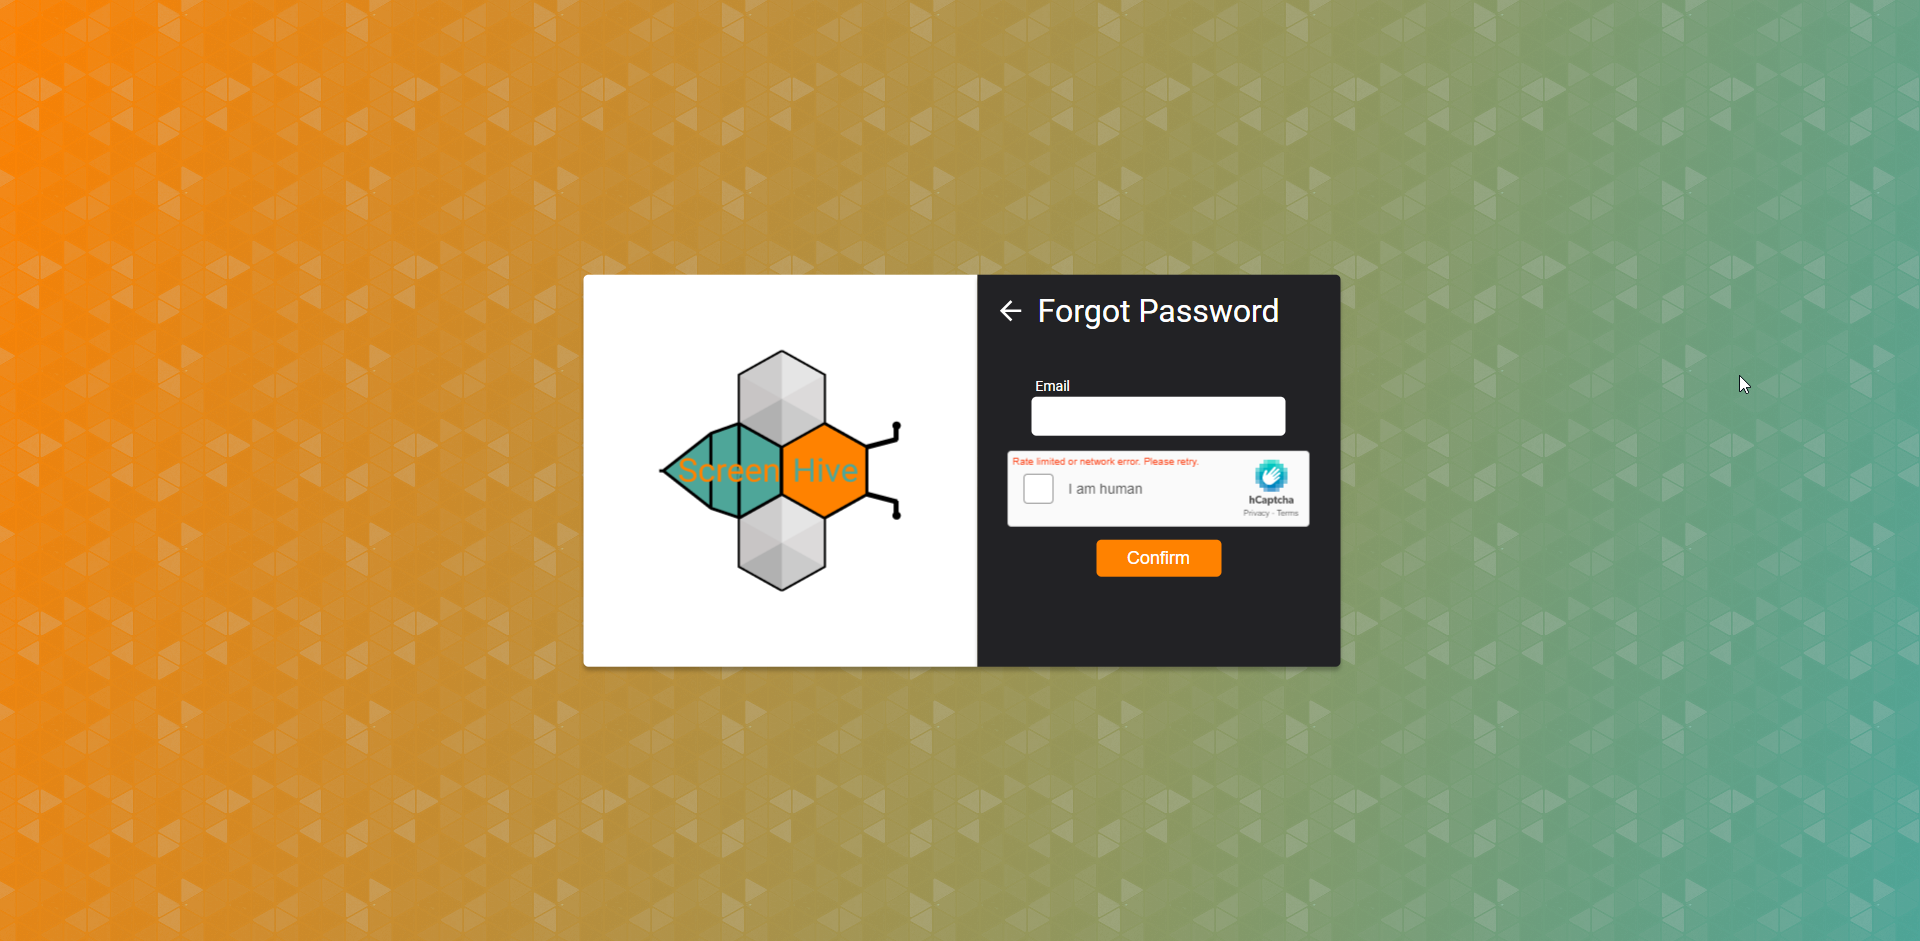 Screen Hive
Forgot Password
Email
Rate limited or network error. Please retry.
I am human
hCaptcha
Privacy - Terms
Confirm